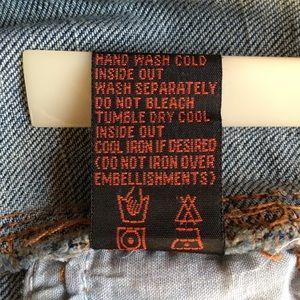 HAND WASH COLD
INSIDE OUT
WASH SEPARATELY
DO NOT BLEACH
TUMBLE DRY COOL
INSIDE OUT
COOL IRON IF DESIRED
(DO NOT IRON OVER
EMBELLISHMENTS)